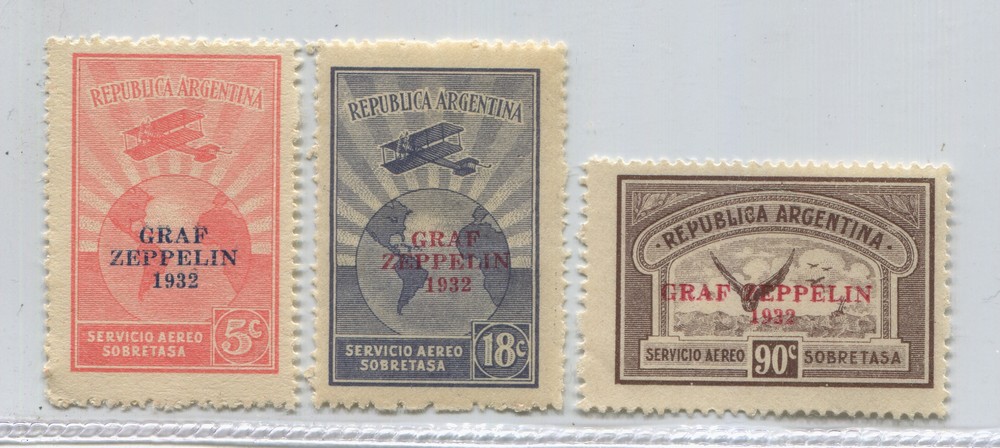 REPUBLICA ARGENTINA
GRAF
ZEPPELIN
1932
SERVICIO AEREO
SOBRETASA
5c
REPUBLICA ARGENTINA
GRAF
ZEPPELIN
1932
SERVICIO AEREO
SOBRETASA
18c
REPUBLICA ARGENTINA
GRAF ZEPPELIN
1932
SERVICIO AEREO 90c SOBRETASA